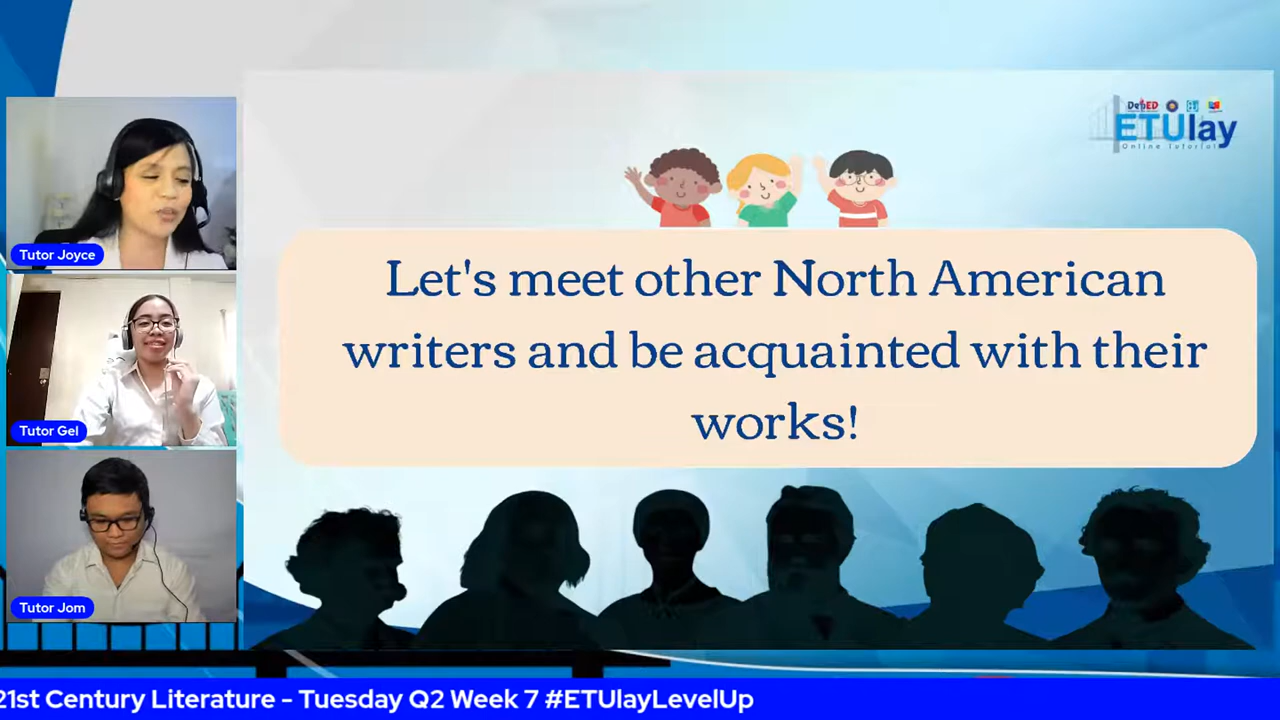 DepED
ETUlay
Online Tutorial
Let's meet other North American
writers and be acquainted with their
works!
Tutor Joyce
Tutor Gel
Tutor Jom
21st Century Literature - Tuesday Q2 Week 7 #ETUlayLevelUp